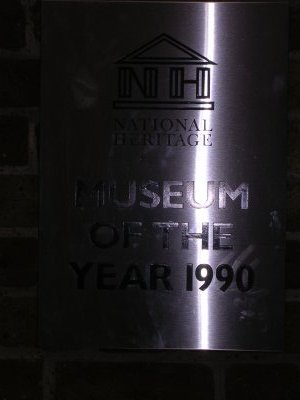 NH
NATIONAL
HERITAGE
MUSEUM
OF THE
YEAR 1990